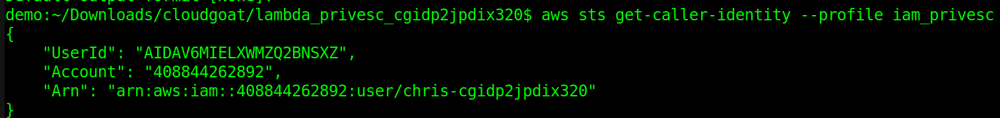 demo:~/Downloads/cloudgoat/lambda_privesc_cgidp2jpdix320$ aws sts get-caller-identity --profile iam_privesc
{
    "UserId": "AIDAV6MIELXWMZQ2BNSXZ",
    "Account": "408844262892",
    "Arn": "arn:aws:iam::408844262892:user/chris-cgidp2jpdix320"
}